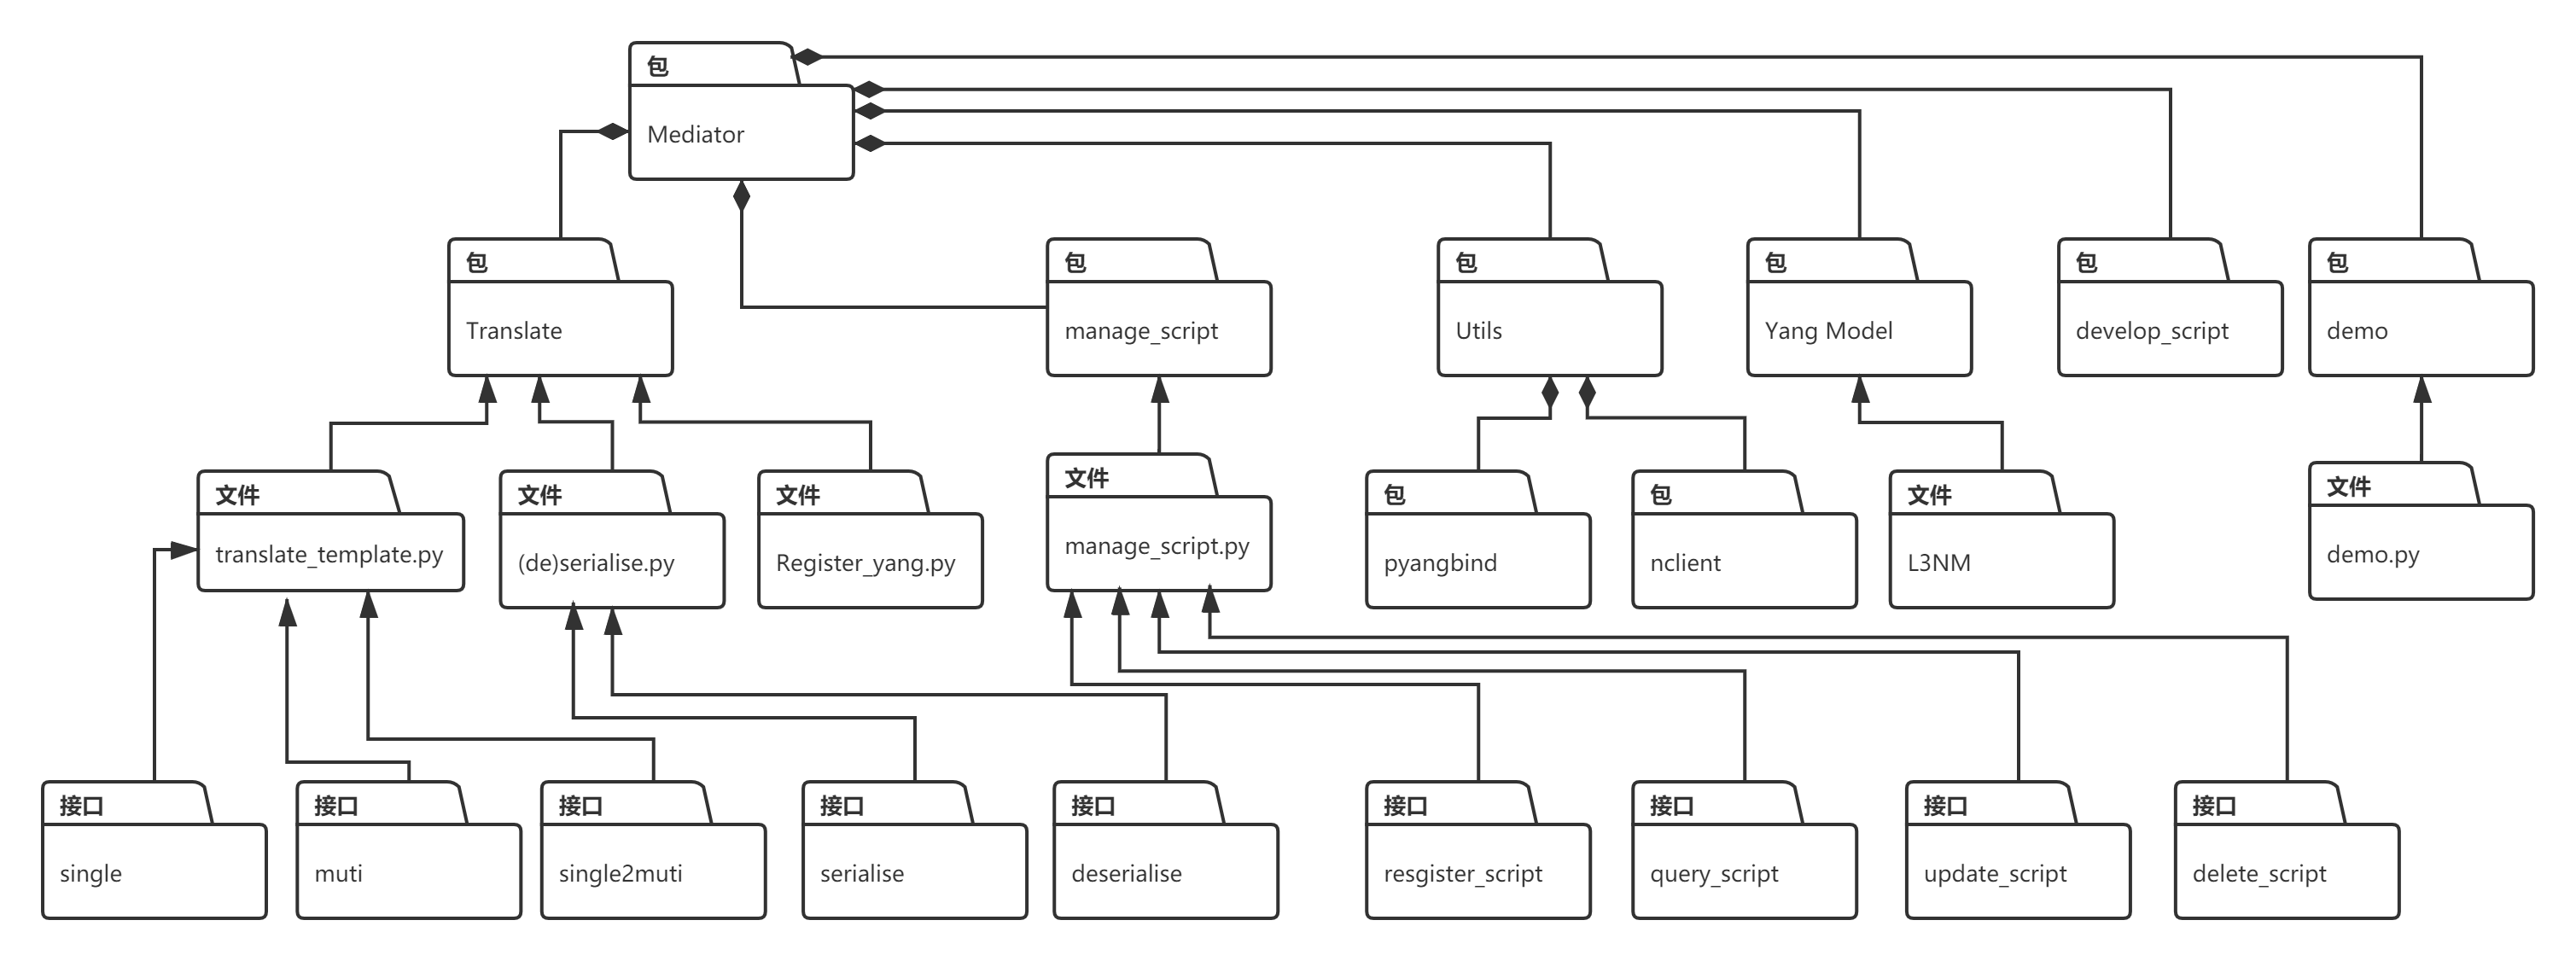 包
Mediator
包
Translate
包
manage_script
包
Utils
包
Yang Model
包
develop_script
包
demo
文件
translate_template.py
文件
(de)serialise.py
文件
Register_yang.py
文件
manage_script.py
包
pyangbind
包
nclient
文件
L3NM
文件
demo.py
接口
single
接口
muti
接口
single2muti
接口
serialise
接口
deserialise
接口
resgister_script
接口
query_script
接口
update_script
接口
delete_script